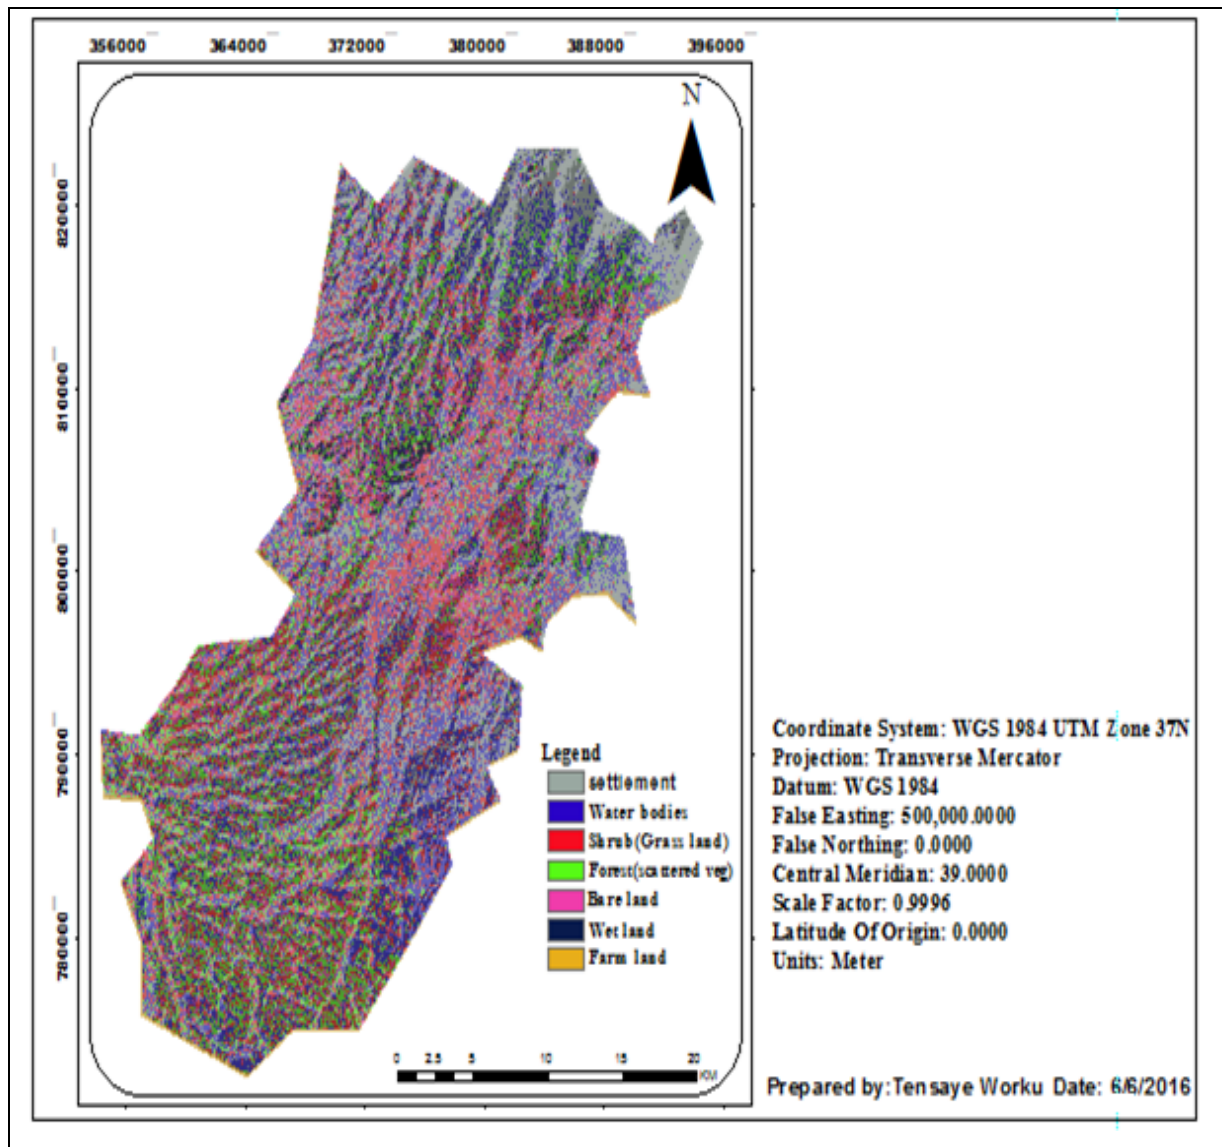 356000 364000 372000 380000 388000 396000
N
820000
810000
800000
790000
780000
Legend
settlement
Water bodies
Shrub(Grass land)
Forest(scattered veg)
Bare land
Wet land
Farm land
Coordinate System: WGS 1984 UTM Zone 37N
Projection: Transverse Mercator
Datum: WGS 1984
False Easting: 500,000.0000
False Northing: 0.0000
Central Meridian: 39.0000
Scale Factor: 0.9996
Latitude Of Origin: 0.0000
Units: Meter
0 2.5 5 10 15 20
KM
Prepared by:Tensaye Worku Date: 6/6/2016